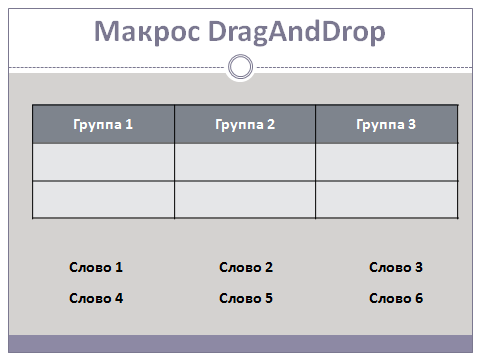 Макрос DragAndDrop
Группа 1 Группа 2 Группа 3
Слово 1 Слово 2 Слово 3
Слово 4 Слово 5 Слово 6